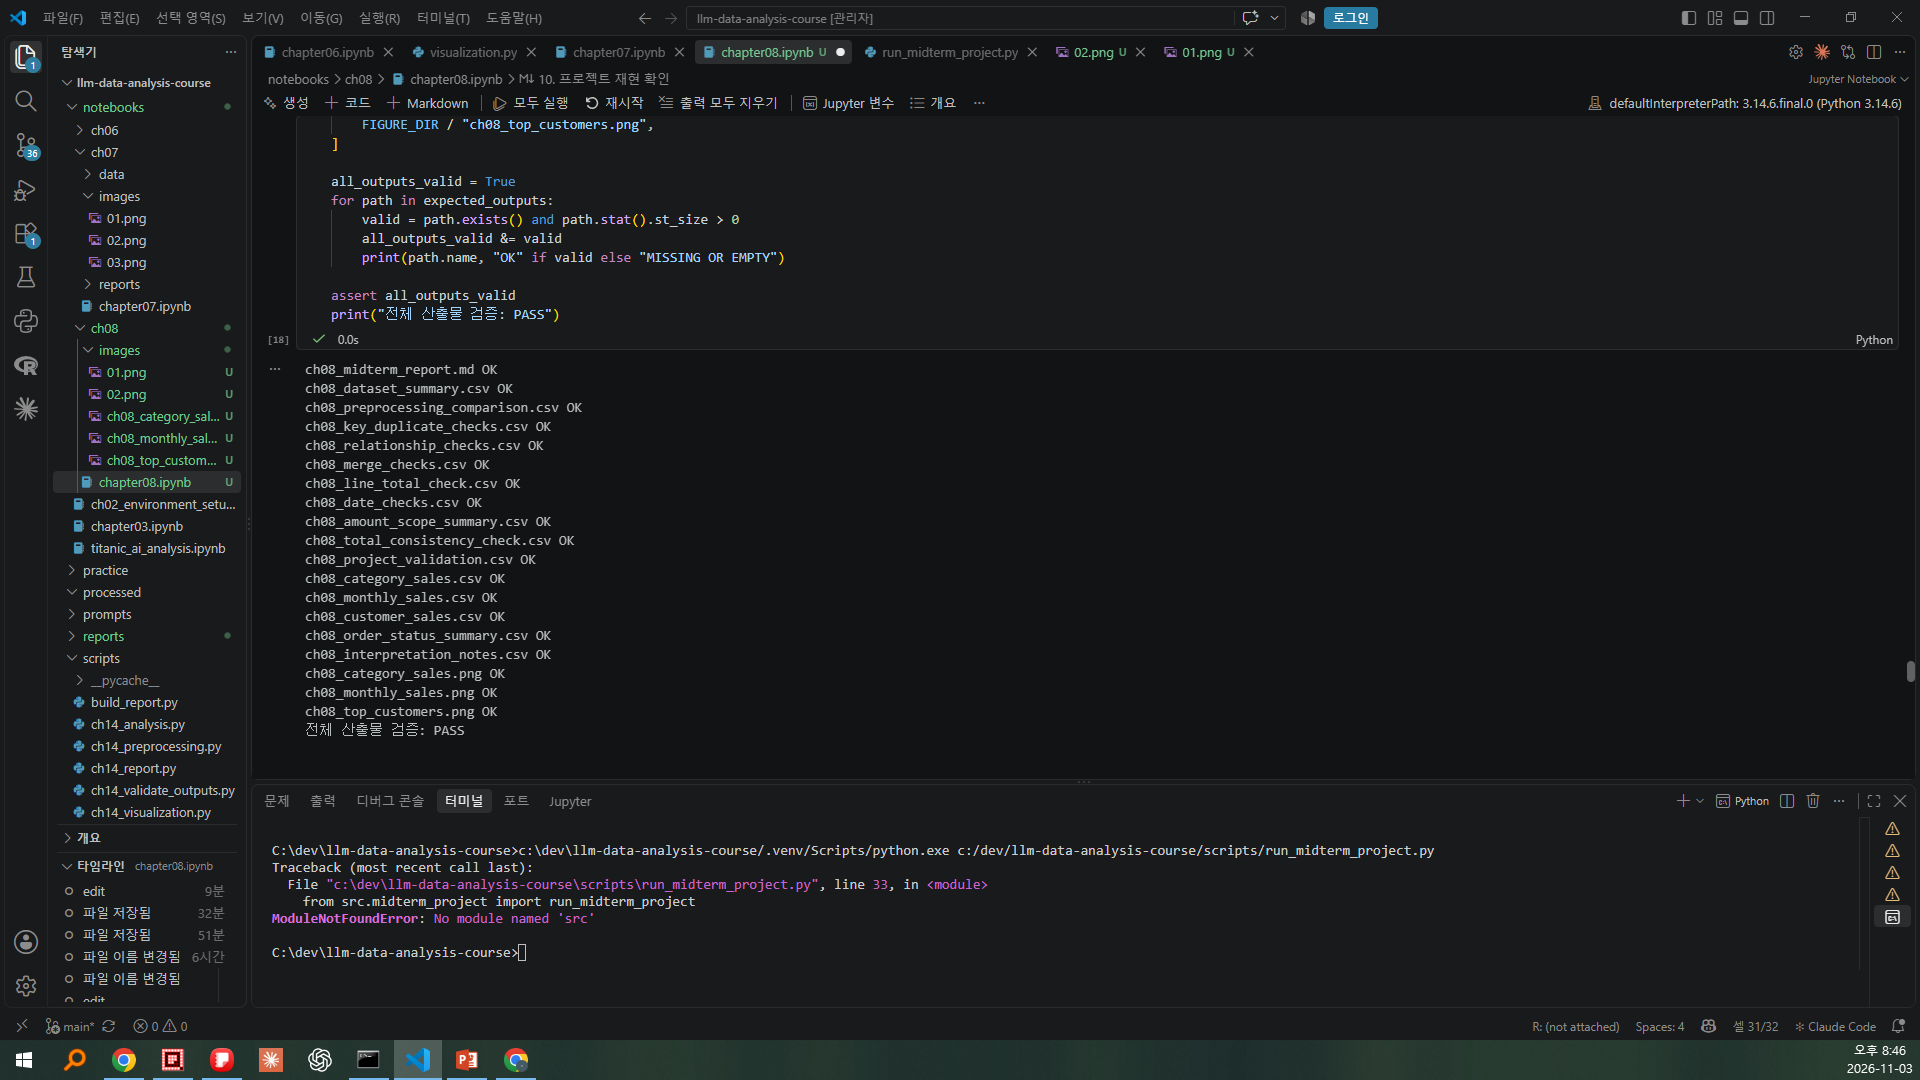 파일(F) 편집(E) 선택 영역(S) 보기(V) 이동(G) 실행(R) 터미널(T) 도움말(H) llm-data-analysis-course [관리자] 로그인
탐색기
llm-data-analysis-course
notebooks
ch06
ch07
data
images
01.png
02.png
03.png
reports
chapter07.ipynb
ch08
images
01.png U
02.png U
ch08_category_sal... U
ch08_monthly_sal... U
ch08_top_custom... U
chapter08.ipynb U
ch02_environment_setu...
chapter03.ipynb
titanic_ai_analysis.ipynb
practice
processed
prompts
reports
scripts
__pycache__
build_report.py
ch14_analysis.py
ch14_preprocessing.py
ch14_report.py
ch14_validate_outputs.py
ch14_visualization.py
개요
타임라인 chapter08.ipynb
edit 9분
파일 저장됨 32분
파일 저장됨 51분
파일 이름 변경됨 6시간
파일 이름 변경됨
edit
chapter06.ipynb visualization.py chapter07.ipynb chapter08.ipynb U run_midterm_project.py 02.png U 01.png U
notebooks > ch08 > chapter08.ipynb > M↓ 10. 프로젝트 재현 확인
Jupyter Notebook
생성 + 코드 + Markdown 모두 실행 재시작 출력 모두 지우기 Jupyter 변수 개요 ...
defaultInterpreterPath: 3.14.6.final.0 (Python 3.14.6)
FIGURE_DIR / "ch08_top_customers.png",
]
all_outputs_valid = True
for path in expected_outputs:
valid = path.exists() and path.stat().st_size > 0
all_outputs_valid &= valid
print(path.name, "OK" if valid else "MISSING OR EMPTY")
assert all_outputs_valid
print("전체 산출물 검증: PASS")
[18] 0.0s Python
ch08_midterm_report.md OK
ch08_dataset_summary.csv OK
ch08_preprocessing_comparison.csv OK
ch08_key_duplicate_checks.csv OK
ch08_relationship_checks.csv OK
ch08_merge_checks.csv OK
ch08_line_total_check.csv OK
ch08_date_checks.csv OK
ch08_amount_scope_summary.csv OK
ch08_total_consistency_check.csv OK
ch08_project_validation.csv OK
ch08_category_sales.csv OK
ch08_monthly_sales.csv OK
ch08_customer_sales.csv OK
ch08_order_status_summary.csv OK
ch08_interpretation_notes.csv OK
ch08_category_sales.png OK
ch08_monthly_sales.png OK
ch08_top_customers.png OK
전체 산출물 검증: PASS
문제 출력 디버그 콘솔 터미널 포트 Jupyter
Python
C:\dev\llm-data-analysis-course>c:\dev\llm-data-analysis-course/.venv/Scripts/python.exe c:/dev/llm-data-analysis-course/scripts/run_midterm_project.py
Traceback (most recent call last):
File "c:\dev\llm-data-analysis-course\scripts\run_midterm_project.py", line 33, in <module>
from src.midterm_project import run_midterm_project
ModuleNotFoundError: No module named 'src'
C:\dev\llm-data-analysis-course>
main* 0 0
R: (not attached) Spaces: 4 셀 31/32 Claude Code
오후 8:46
2026-11-03